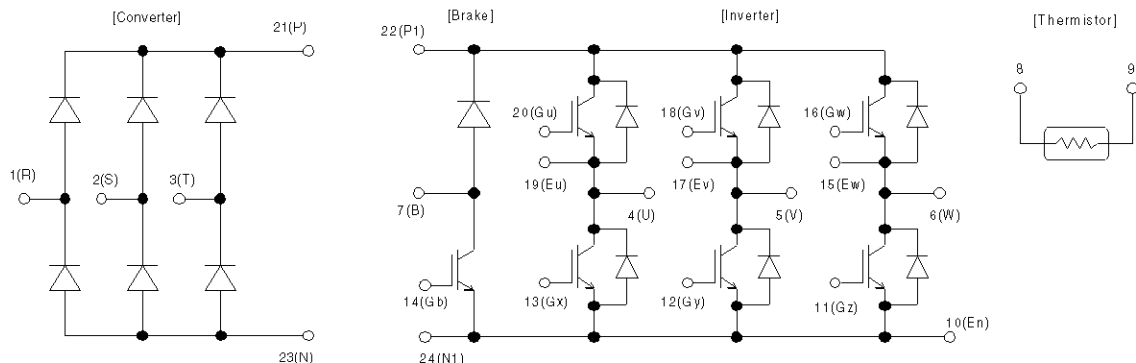 [Converter]
[Brake]
[Inverter]
[Thermistor]
21(P)
22(P1)
8
9
20(Gu)
18(Gv)
16(Gw)
1(R)
2(S)
3(T)
19(Eu)
17(Ev)
15(Ew)
7(B)
4(U)
5(V)
6(W)
14(Gb)
13(Gx)
12(Gy)
11(Gz)
10(En)
23(N)
24(N1)